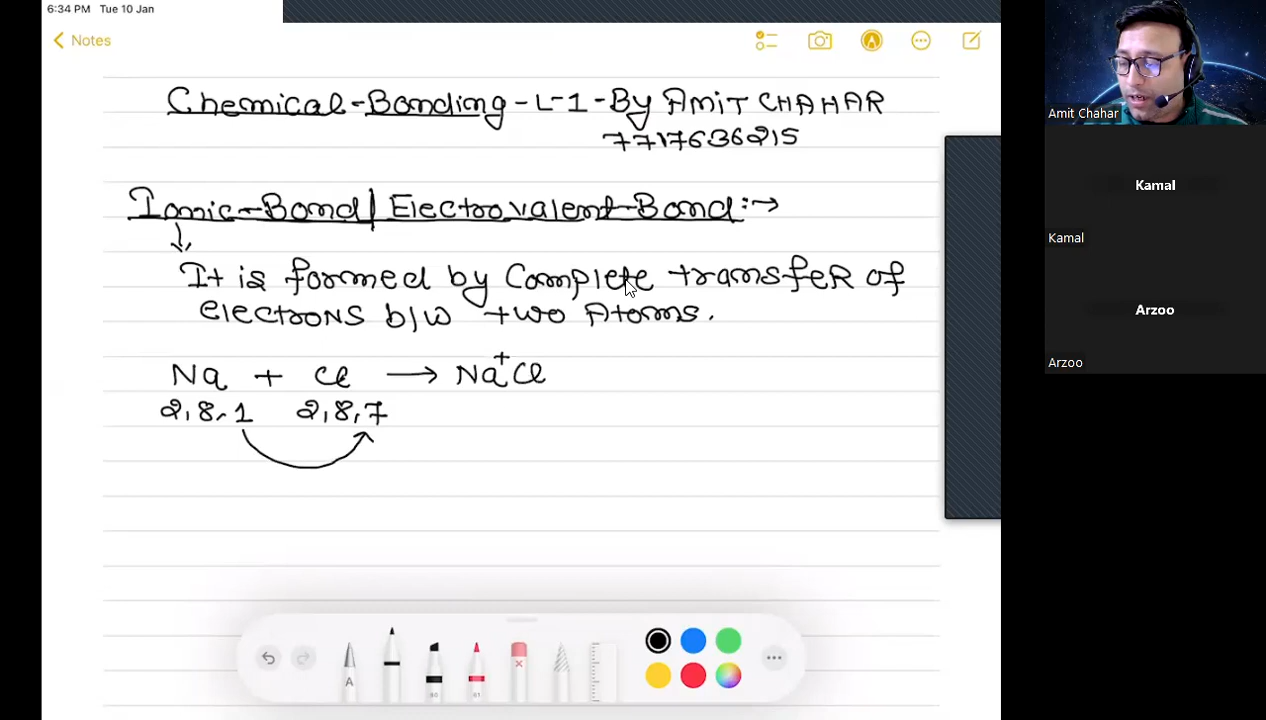 6:34 PM Tue 10 Jan
Notes
Chemical-Bonding-L-1-By AMIT CHAHAR
7717636215
Ionic-Bond| Electrovalent-Bond:→
It is formed by Complete transfeR of
electrons b/w two Atoms.
Na + Cl → Na⁺Cl
2,8,1 2,8,7
A
80
81
Amit Chahar
Kamal
Kamal
Arzoo
Arzoo